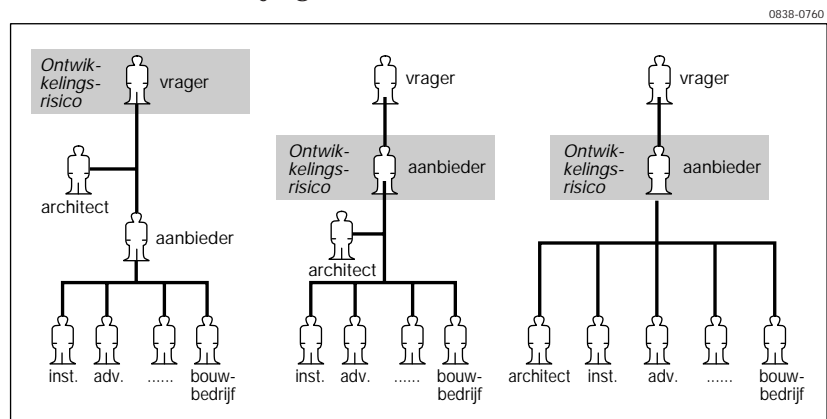 0838-0760
Ontwik-
kelings-
risico
vrager
architect
aanbieder
inst. adv. ...... bouw-
bedrijf
vrager
Ontwik-
kelings-
risico
aanbieder
architect
inst. adv. ...... bouw-
bedrijf
vrager
Ontwik-
kelings-
risico
aanbieder
architect inst. adv. ...... bouw-
bedrijf